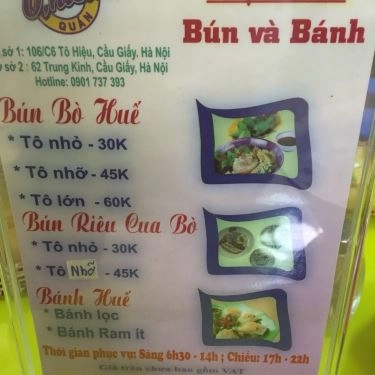 QUÁN
Bún và Bánh
sở 1: 106/C6 Tô Hiệu, Cầu Giấy. Hà Nội
sở 2 : 62 Trung Kính, Cầu Giấy, Hà Nội
Hotline: 0901 737 393
Bún Bò Huế
* Tô nhỏ - 30K
* Tô nhỡ - 45K
* Tô lớn - 60K
Bún Riêu Cua Bò
* Tô nhỏ - 30K
* Tô Nhỡ - 45K
Bánh Huế
* Bánh lọc
* Bánh Ram ít
Thời gian phục vụ: Sáng 6h30 - 14h ; Chiều: 17h - 22h
Giá trên chưa bao gồm VAT